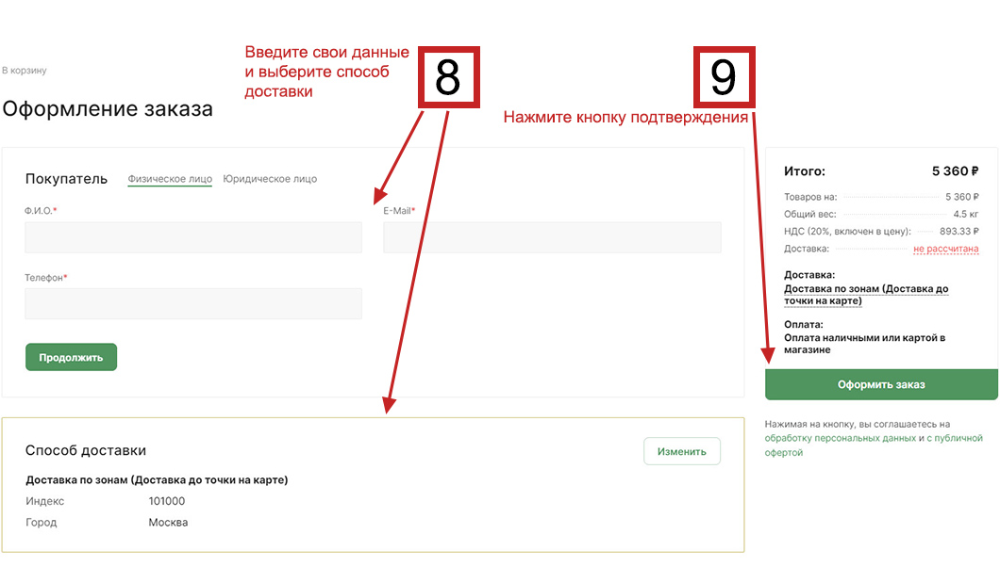 Введите свои данные
и выберите способ
доставки
8
9
Нажмите кнопку подтверждения
В корзину
Оформление заказа
Покупатель Физическое лицо Юридическое лицо
Ф.И.О.* E-Mail*
Телефон*
Продолжить
Способ доставки Изменить
Доставка по зонам (Доставка до точки на карте)
Индекс 101000
Город Москва
Итого: 5 360 ₽
Товаров на: 5 360 ₽
Общий вес: 4.5 кг
НДС (20%, включен в цену): 893.33 ₽
Доставка: не рассчитана
Доставка:
Доставка по зонам (Доставка до
точки на карте)
Оплата:
Оплата наличными или картой в
магазине
Оформить заказ
Нажимая на кнопку, вы соглашаетесь на
обработку персональных данных и с публичной
офертой